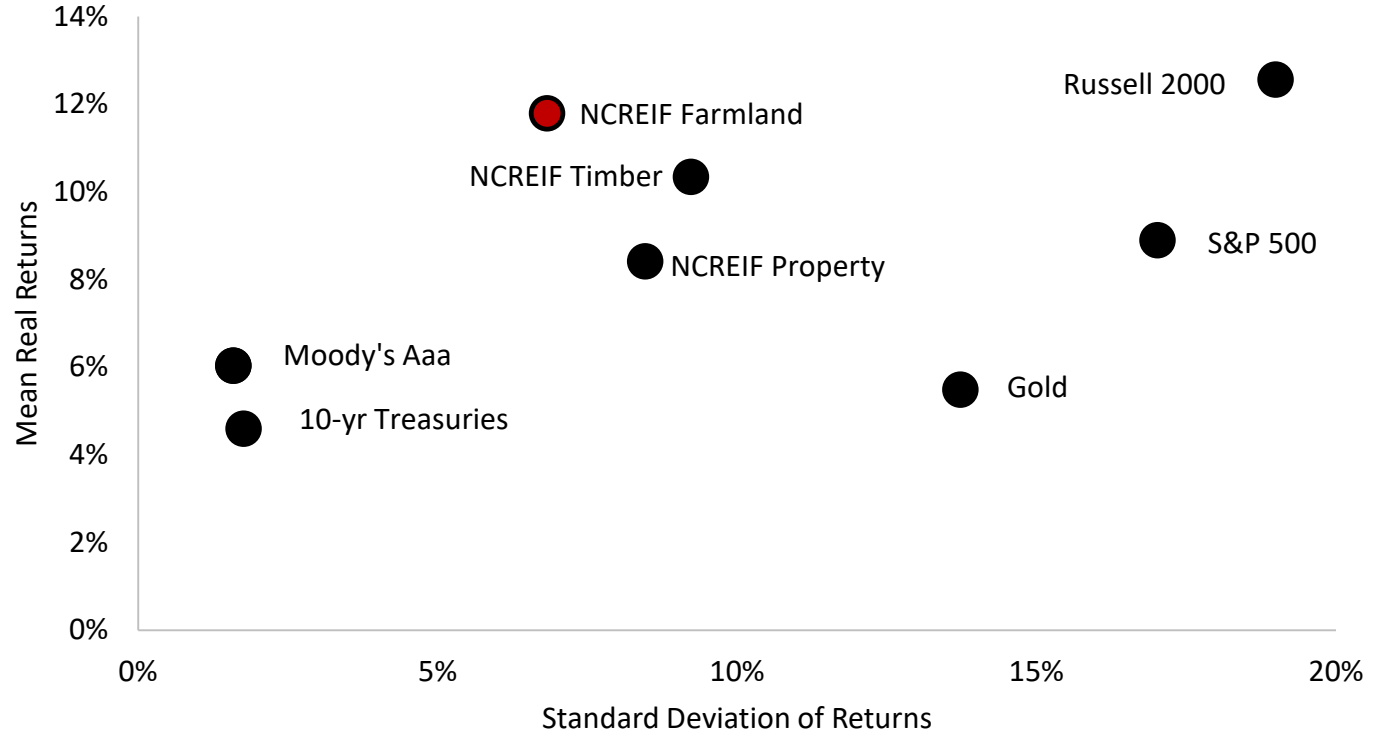 14%
Russell 2000
12%
NCREIF Farmland
NCREIF Timber
10%
S&P 500
NCREIF Property
8%
Mean Real Returns
Moody's Aaa
6%
Gold
10-yr Treasuries
4%
2%
0%
0% 5% 10% 15% 20%
Standard Deviation of Returns